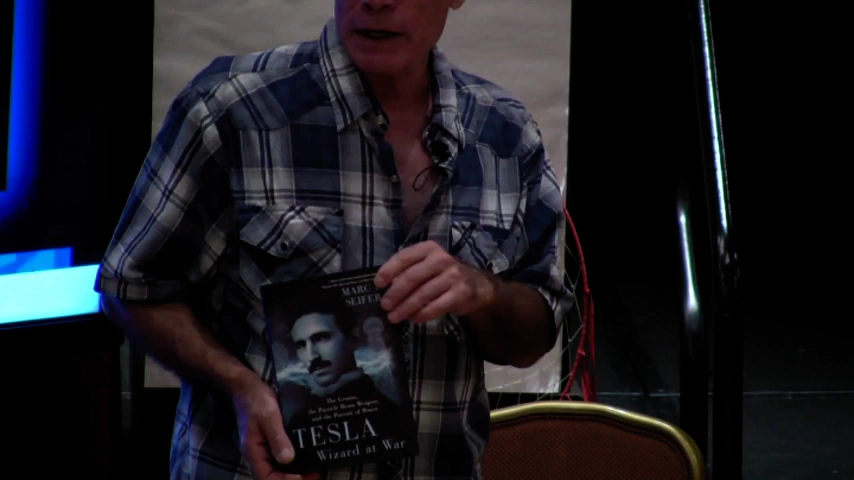 MARC
SEIFER
The Genius,
the Particle Beam Weapon,
and the Pursuit of Power
TESLA
Wizard at War